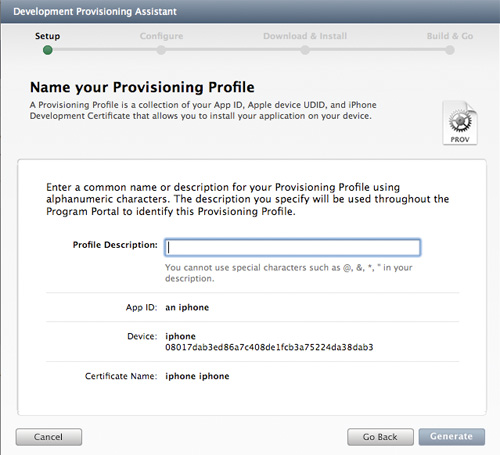 Development Provisioning Assistant
Setup Configure Download & Install Build & Go
Name your Provisioning Profile
A Provisioning Profile is a collection of your App ID, Apple device UDID, and iPhone
Development Certificate that allows you to install your application on your device.
PROV
Enter a common name or description for your Provisioning Profile using
alphanumeric characters. The description you specify will be used throughout the
Program Portal to identify this Provisioning Profile.
Profile Description:
You cannot use special characters such as @, &, *, " in your
description.
App ID: an iphone
Device: iphone
08017dab3ed86a7c408de1fcb3a75224da38dab3
Certificate Name: iphone iphone
Cancel Go Back Generate